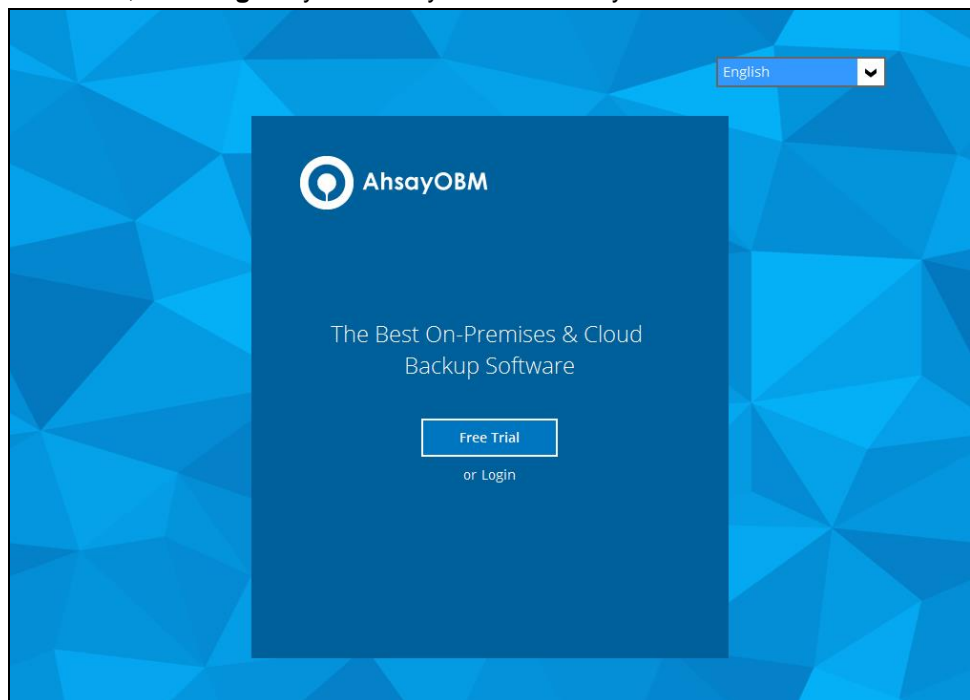 English
AhsayOBM
The Best On-Premises & Cloud
Backup Software
Free Trial
or Login